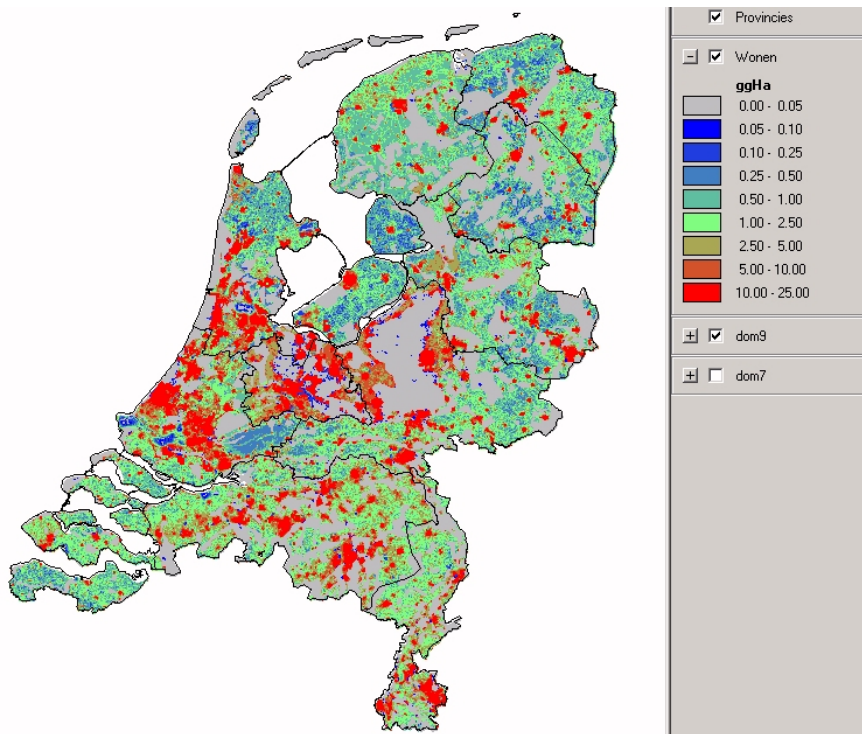 Provincies
Wonen
ggHa
0.00 - 0.05
0.05 - 0.10
0.10 - 0.25
0.25 - 0.50
0.50 - 1.00
1.00 - 2.50
2.50 - 5.00
5.00 - 10.00
10.00 - 25.00
dom9
dom7